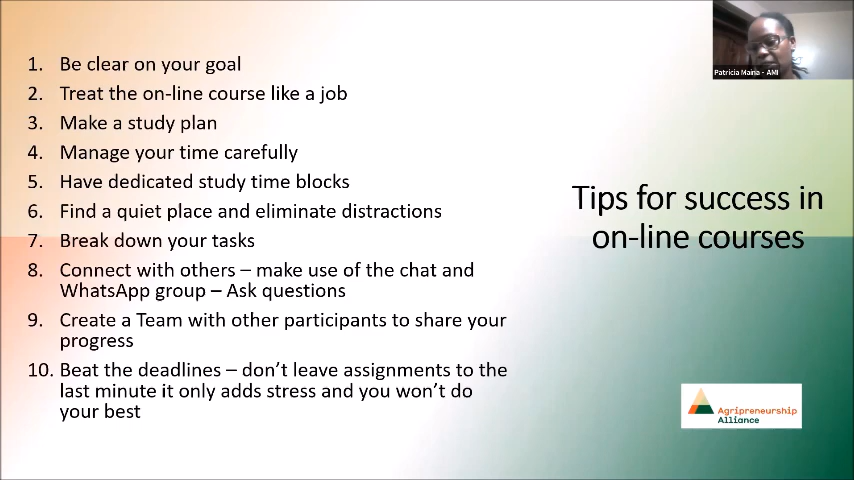 1. Be clear on your goal
2. Treat the on-line course like a job
3. Make a study plan
4. Manage your time carefully
5. Have dedicated study time blocks
6. Find a quiet place and eliminate distractions
7. Break down your tasks
8. Connect with others – make use of the chat and
WhatsApp group – Ask questions
9. Create a Team with other participants to share your
progress
10. Beat the deadlines – don’t leave assignments to the
last minute it only adds stress and you won’t do
your best
Tips for success in
on-line courses
Patricia Maina - AMI
Agripreneurship
Alliance